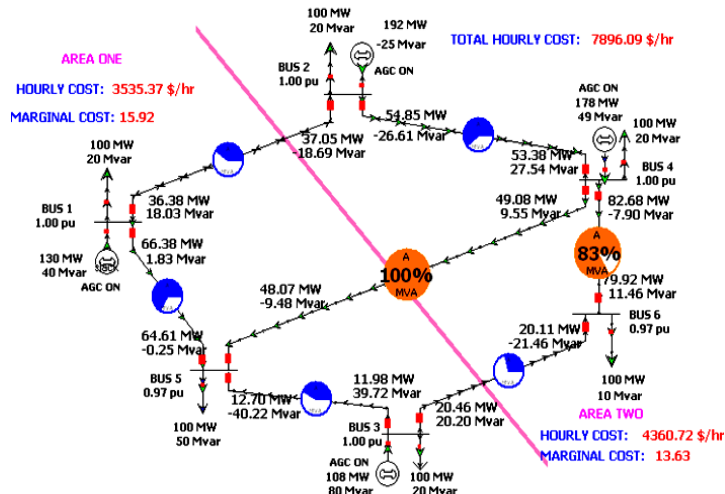 100 MW
20 Mvar
192 MW
-25 Mvar
TOTAL HOURLY COST: 7896.09 $/hr
AREA ONE
BUS 2
1.00 pu
AGC ON
HOURLY COST: 3535.37 $/hr
MARGINAL COST: 15.92
AGC ON
178 MW
49 Mvar
100 MW
20 Mvar
54.85 MW
-26.61 Mvar
37.05 MW
-18.69 Mvar
100 MW
20 Mvar
53.38 MW
27.54 Mvar
BUS 4
1.00 pu
BUS 1
1.00 pu
36.38 MW
18.03 Mvar
49.08 MW
9.55 Mvar
82.68 MW
-7.90 Mvar
66.38 MW
1.83 Mvar
130 MW
40 Mvar
AGC ON
A
100%
MVA
A
83%
MVA
79.92 MW
11.46 Mvar
48.07 MW
-9.48 Mvar
BUS 6
0.97 pu
64.61 MW
-0.25 Mvar
20.11 MW
-21.46 Mvar
BUS 5
0.97 pu
12.70 MW
-40.22 Mvar
11.98 MW
39.72 Mvar
20.46 MW
20.20 Mvar
100 MW
10 Mvar
100 MW
50 Mvar
BUS 3
1.00 pu
AGC ON
108 MW
80 Mvar
100 MW
20 Mvar
AREA TWO
HOURLY COST: 4360.72 $/hr
MARGINAL COST: 13.63